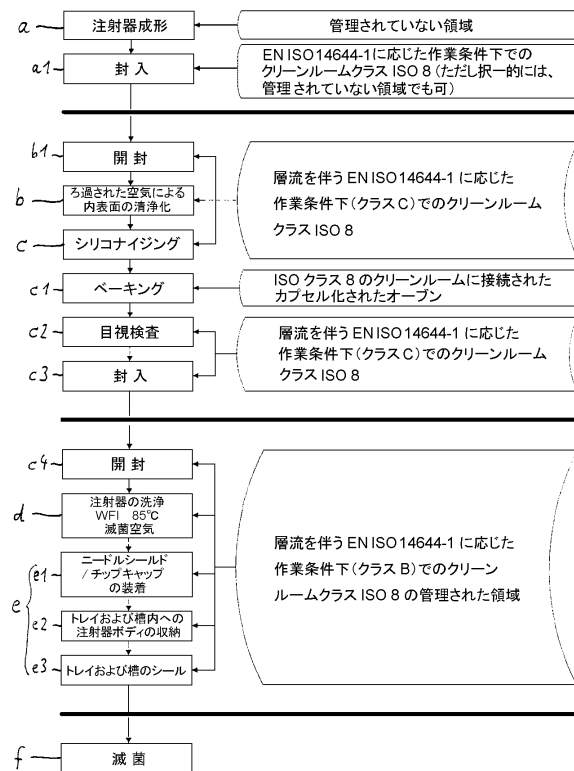 a
注射器成形
管理されていない領域
a1
封入
EN ISO 14644-1に応じた作業条件下での
クリーンルームクラス ISO 8 (ただし択一的には、
管理されていない領域でも可)
b1
開封
b
ろ過された空気による
内表面の清浄化
層流を伴う EN ISO 14644-1 に応じた
作業条件下(クラス C)でのクリーンルーム
クラス ISO 8
c
シリコナイジング
c1
ベーキング
ISO クラス 8 のクリーンルームに接続された
カプセル化されたオーブン
c2
目視検査
層流を伴う EN ISO 14644-1 に応じた
作業条件下(クラス C)でのクリーンルーム
クラス ISO 8
c3
封入
c4
開封
d
注射器の洗浄
WFI 85℃
滅菌空気
層流を伴う EN ISO 14644-1 に応じた
作業条件下(クラス B)でのクリーン
ルームクラス ISO 8 の管理された領域
e
e1
ニードルシールド
/チップキャップ
の装着
e2
トレイおよび槽内への
注射器ボディの収納
e3
トレイおよび槽のシール
f
滅菌